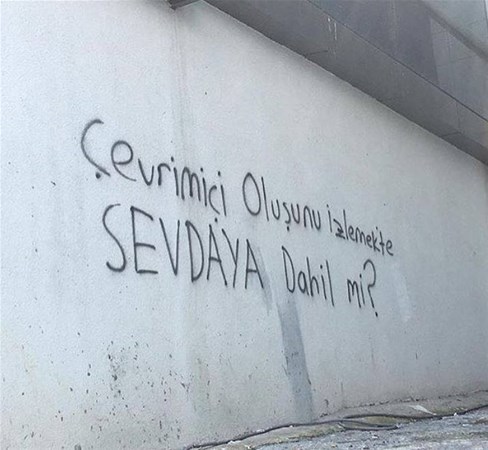 Çevrimiçi Oluşunu izlemekte
SEVDAYA Dahil mi?